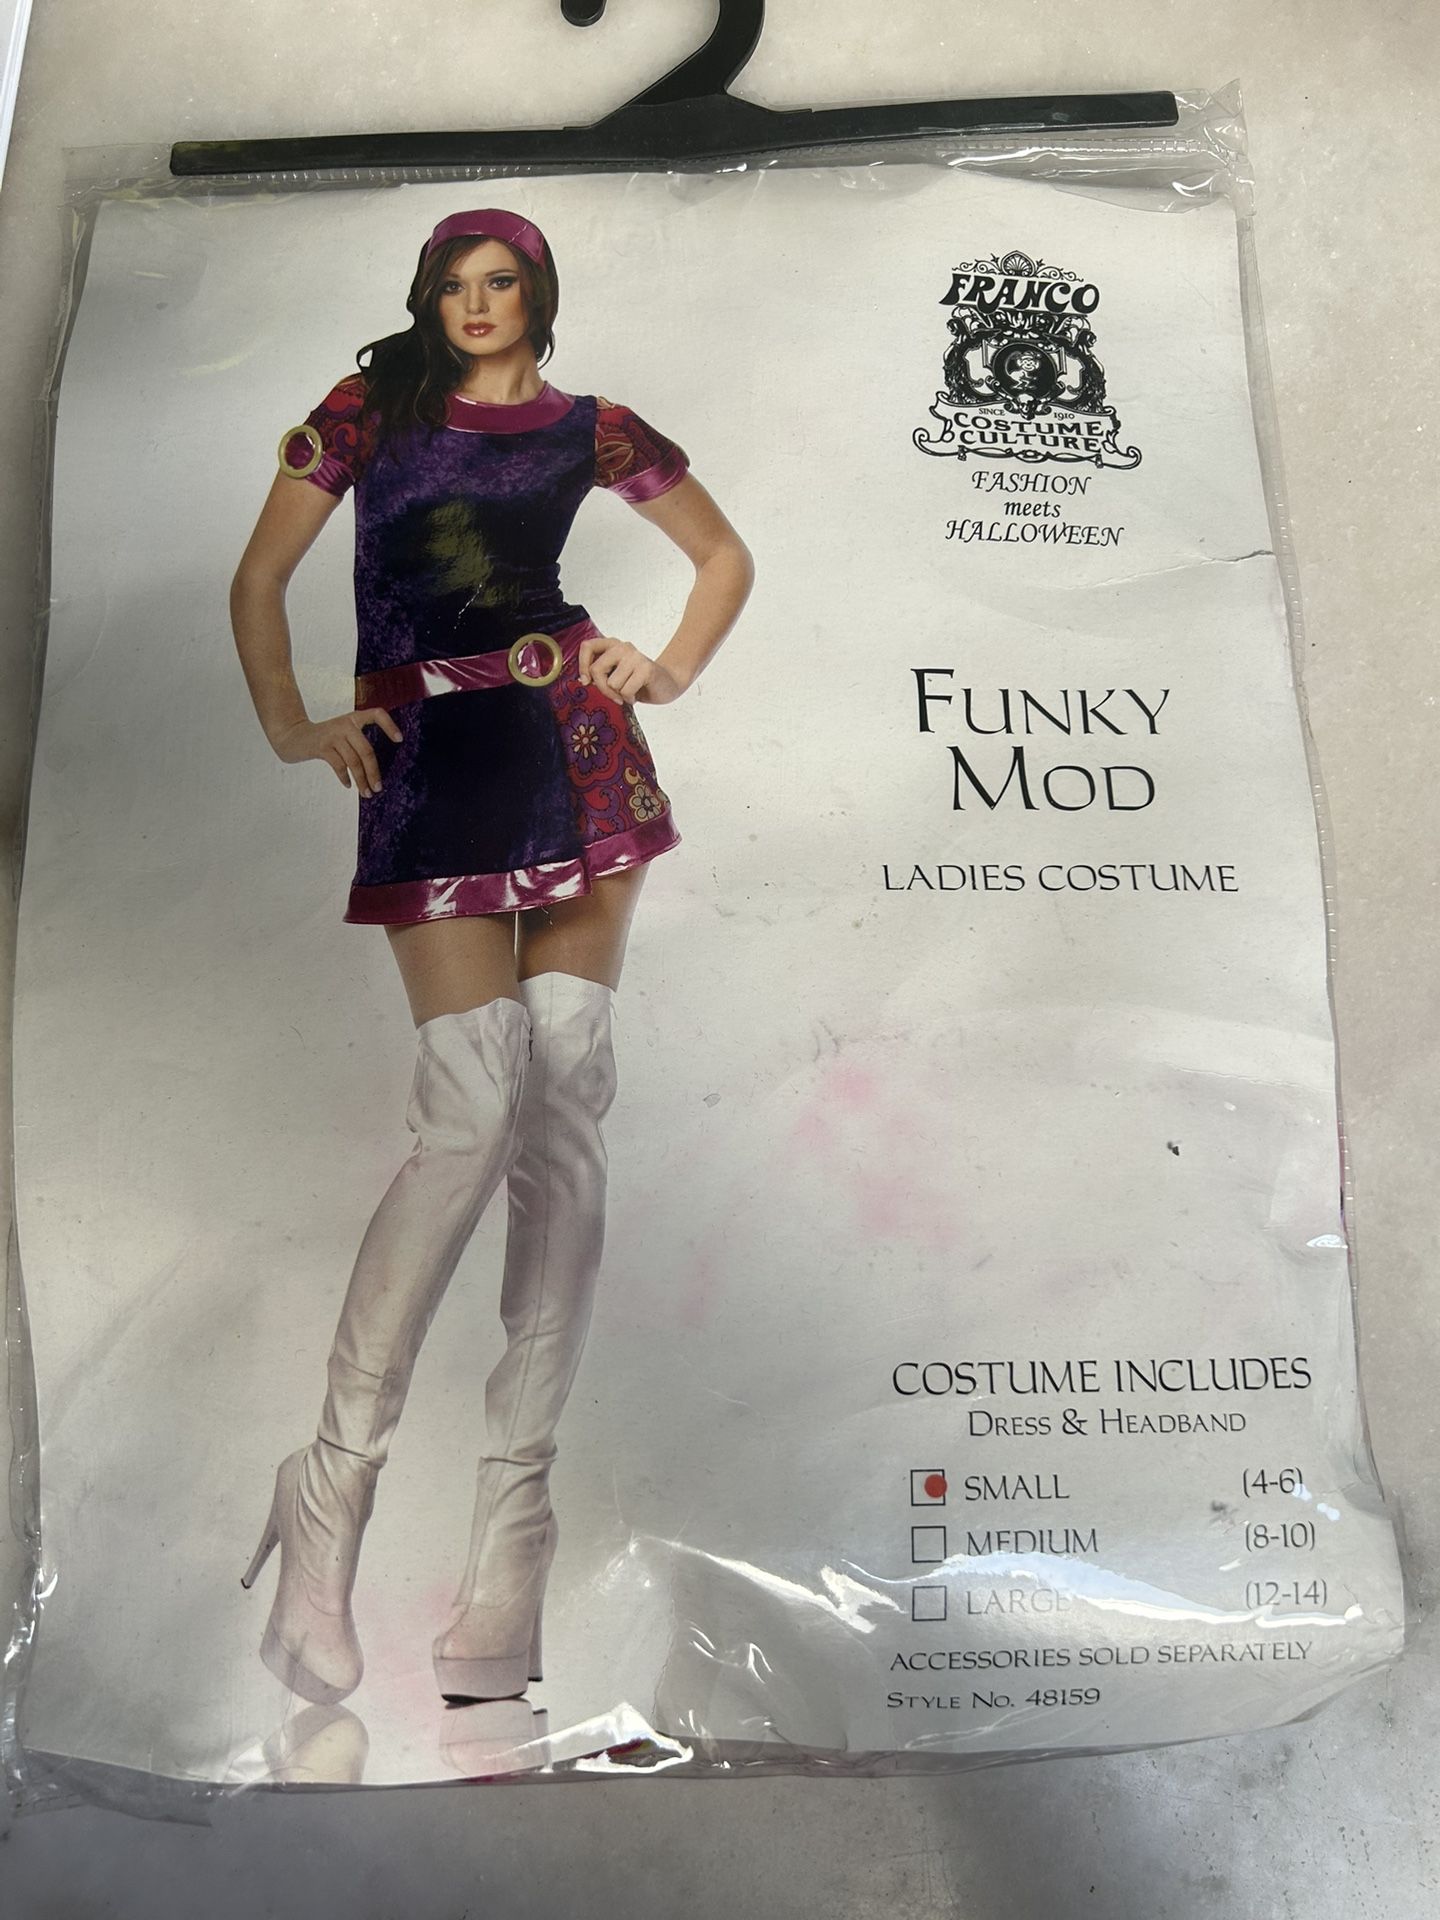 FRANCO
SINCE 1910
COSTUME
CULTURE
FASHION
meets
HALLOWEEN
FUNKY
MOD
LADIES COSTUME
COSTUME INCLUDES
DRESS & HEADBAND
SMALL (4-6)
MEDIUM (8-10)
LARGE (12-14)
ACCESSORIES SOLD SEPARATELY
STYLE NO. 48159